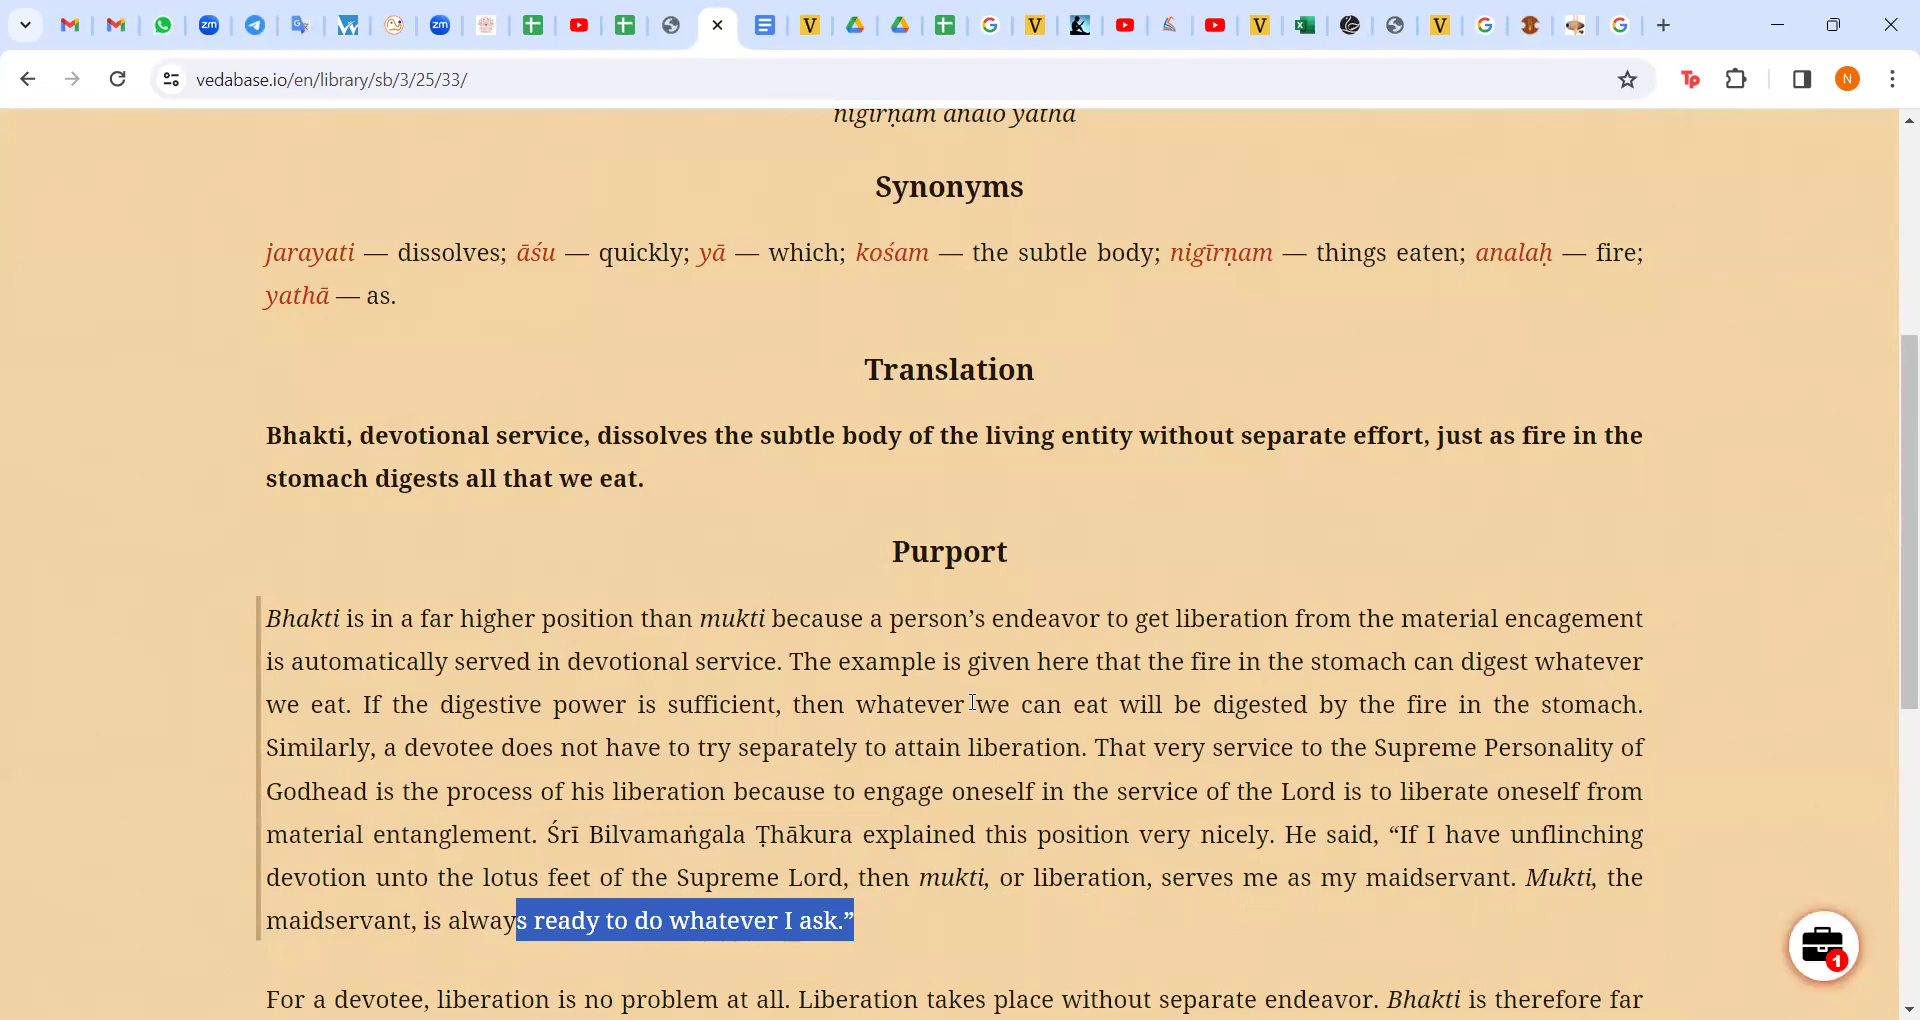 vedabase.io/en/library/sb/3/25/33/
Tp
N
nigīrṇam analo yathā
Synonyms
jarayati — dissolves; āśu — quickly; yā — which; kośam — the subtle body; nigīrṇam — things eaten; analaḥ — fire;
yathā — as.
Translation
Bhakti, devotional service, dissolves the subtle body of the living entity without separate effort, just as fire in the
stomach digests all that we eat.
Purport
Bhakti is in a far higher position than mukti because a person’s endeavor to get liberation from the material encagement
is automatically served in devotional service. The example is given here that the fire in the stomach can digest whatever
we eat. If the digestive power is sufficient, then whatever we can eat will be digested by the fire in the stomach.
Similarly, a devotee does not have to try separately to attain liberation. That very service to the Supreme Personality of
Godhead is the process of his liberation because to engage oneself in the service of the Lord is to liberate oneself from
material entanglement. Śrī Bilvamaṅgala Ṭhākura explained this position very nicely. He said, “If I have unflinching
devotion unto the lotus feet of the Supreme Lord, then mukti, or liberation, serves me as my maidservant. Mukti, the
maidservant, is always ready to do whatever I ask.”
1
For a devotee, liberation is no problem at all. Liberation takes place without separate endeavor. Bhakti is therefore far